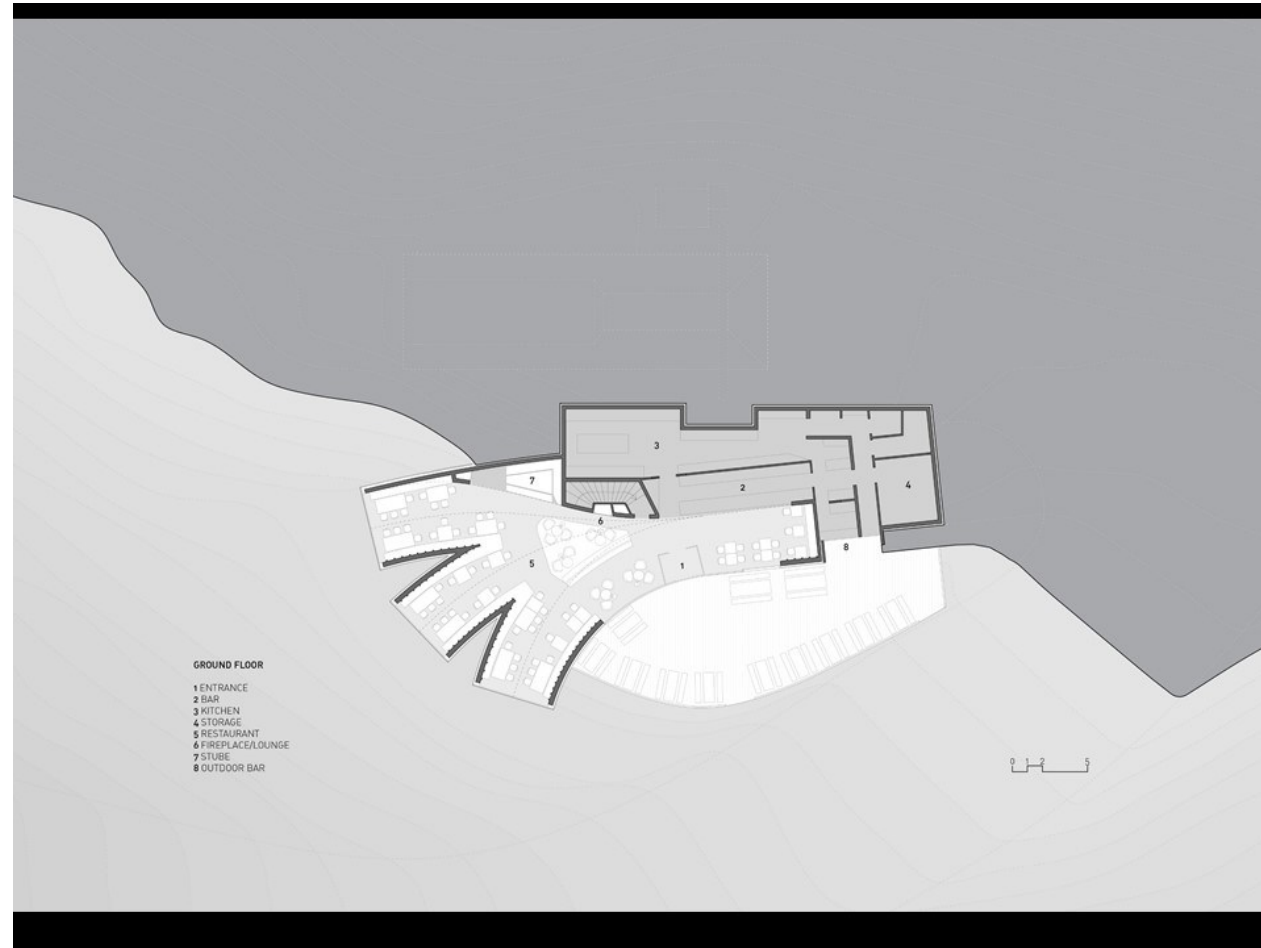 3
7
2
4
6
8
1
5
GROUND FLOOR
1 ENTRANCE
2 BAR
3 KITCHEN
4 STORAGE
5 RESTAURANT
6 FIREPLACE/LOUNGE
7 STUBE
8 OUTDOOR BAR
0 1 2 5